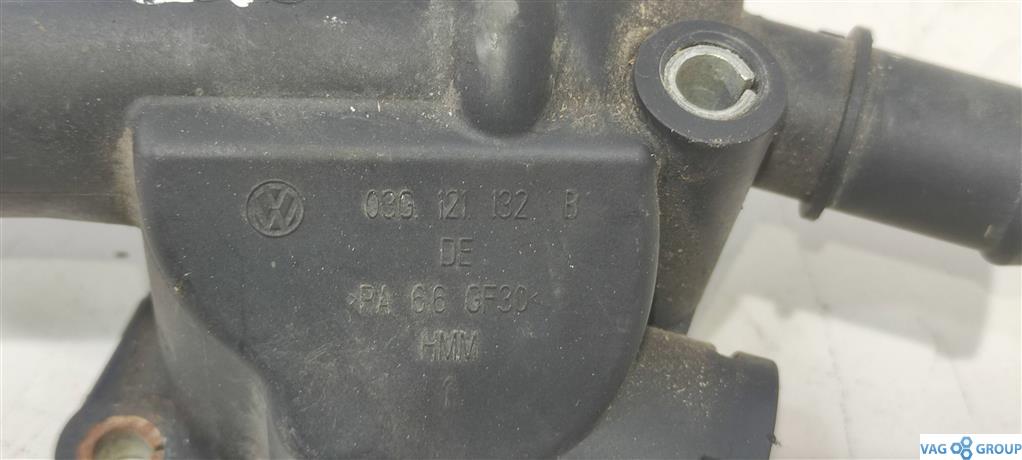 03G 121 132 B
DE
>PA 66 GF30<
HMM
VAG GROUP